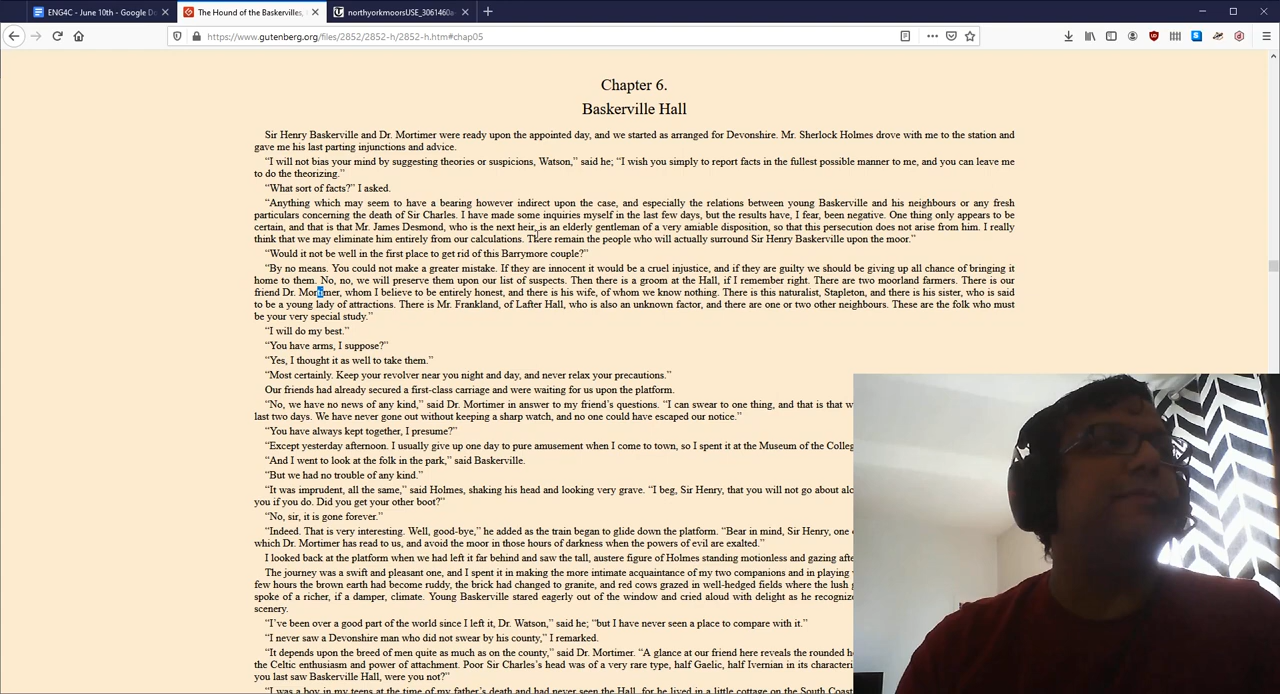 ENG4C - June 10th - Google D
The Hound of the Baskervilles,
northyorkmoorsUSE_3061460a
https://www.gutenberg.org/files/2852/2852-h/2852-h.htm#chap05
Chapter 6.
Baskerville Hall
Sir Henry Baskerville and Dr. Mortimer were ready upon the appointed day, and we started as arranged for Devonshire. Mr. Sherlock Holmes drove with me to the station and
gave me his last parting injunctions and advice.
“I will not bias your mind by suggesting theories or suspicions, Watson,” said he; “I wish you simply to report facts in the fullest possible manner to me, and you can leave me
to do the theorizing.”
“What sort of facts?” I asked.
“Anything which may seem to have a bearing however indirect upon the case, and especially the relations between young Baskerville and his neighbours or any fresh
particulars concerning the death of Sir Charles. I have made some inquiries myself in the last few days, but the results have, I fear, been negative. One thing only appears to be
certain, and that is that Mr. James Desmond, who is the next heir, is an elderly gentleman of a very amiable disposition, so that this persecution does not arise from him. I really
think that we may eliminate him entirely from our calculations. There remain the people who will actually surround Sir Henry Baskerville upon the moor.”
“Would it not be well in the first place to get rid of this Barrymore couple?”
“By no means. You could not make a greater mistake. If they are innocent it would be a cruel injustice, and if they are guilty we should be giving up all chance of bringing it
home to them. No, no, we will preserve them upon our list of suspects. Then there is a groom at the Hall, if I remember right. There are two moorland farmers. There is our
friend Dr. Mortimer, whom I believe to be entirely honest, and there is his wife, of whom we know nothing. There is this naturalist, Stapleton, and there is his sister, who is said
to be a young lady of attractions. There is Mr. Frankland, of Lafter Hall, who is also an unknown factor, and there are one or two other neighbours. These are the folk who must
be your very special study.”
“I will do my best.”
“You have arms, I suppose?”
“Yes, I thought it as well to take them.”
“Most certainly. Keep your revolver near you night and day, and never relax your precautions.”
Our friends had already secured a first-class carriage and were waiting for us upon the platform.
“No, we have no news of any kind,” said Dr. Mortimer in answer to my friend’s questions. “I can swear to one thing, and that is that w
last two days. We have never gone out without keeping a sharp watch, and no one could have escaped our notice.”
“You have always kept together, I presume?”
“Except yesterday afternoon. I usually give up one day to pure amusement when I come to town, so I spent it at the Museum of the Colleg
“And I went to look at the folk in the park,” said Baskerville.
“But we had no trouble of any kind.”
“It was imprudent, all the same,” said Holmes, shaking his head and looking very grave. “I beg, Sir Henry, that you will not go about alo
you if you do. Did you get your other boot?”
“No, sir, it is gone forever.”
“Indeed. That is very interesting. Well, good-bye,” he added as the train began to glide down the platform. “Bear in mind, Sir Henry, one o
which Dr. Mortimer has read to us, and avoid the moor in those hours of darkness when the powers of evil are exalted.”
I looked back at the platform when we had left it far behind and saw the tall, austere figure of Holmes standing motionless and gazing afte
The journey was a swift and pleasant one, and I spent it in making the more intimate acquaintance of my two companions and in playing
few hours the brown earth had become ruddy, the brick had changed to granite, and red cows grazed in well-hedged fields where the lush g
spoke of a richer, if a damper, climate. Young Baskerville stared eagerly out of the window and cried aloud with delight as he recogniz
scenery.
“I’ve been over a good part of the world since I left it, Dr. Watson,” said he; “but I have never seen a place to compare with it.”
“I never saw a Devonshire man who did not swear by his county,” I remarked.
“It depends upon the breed of men quite as much as on the county,” said Dr. Mortimer. “A glance at our friend here reveals the rounded h
the Celtic enthusiasm and power of attachment. Poor Sir Charles’s head was of a very rare type, half Gaelic, half Ivernian in its characteri
you last saw Baskerville Hall, were you not?”
“I was a boy in my teens at the time of my father’s death and had never seen the Hall, for he lived in a little cottage on the South Coast